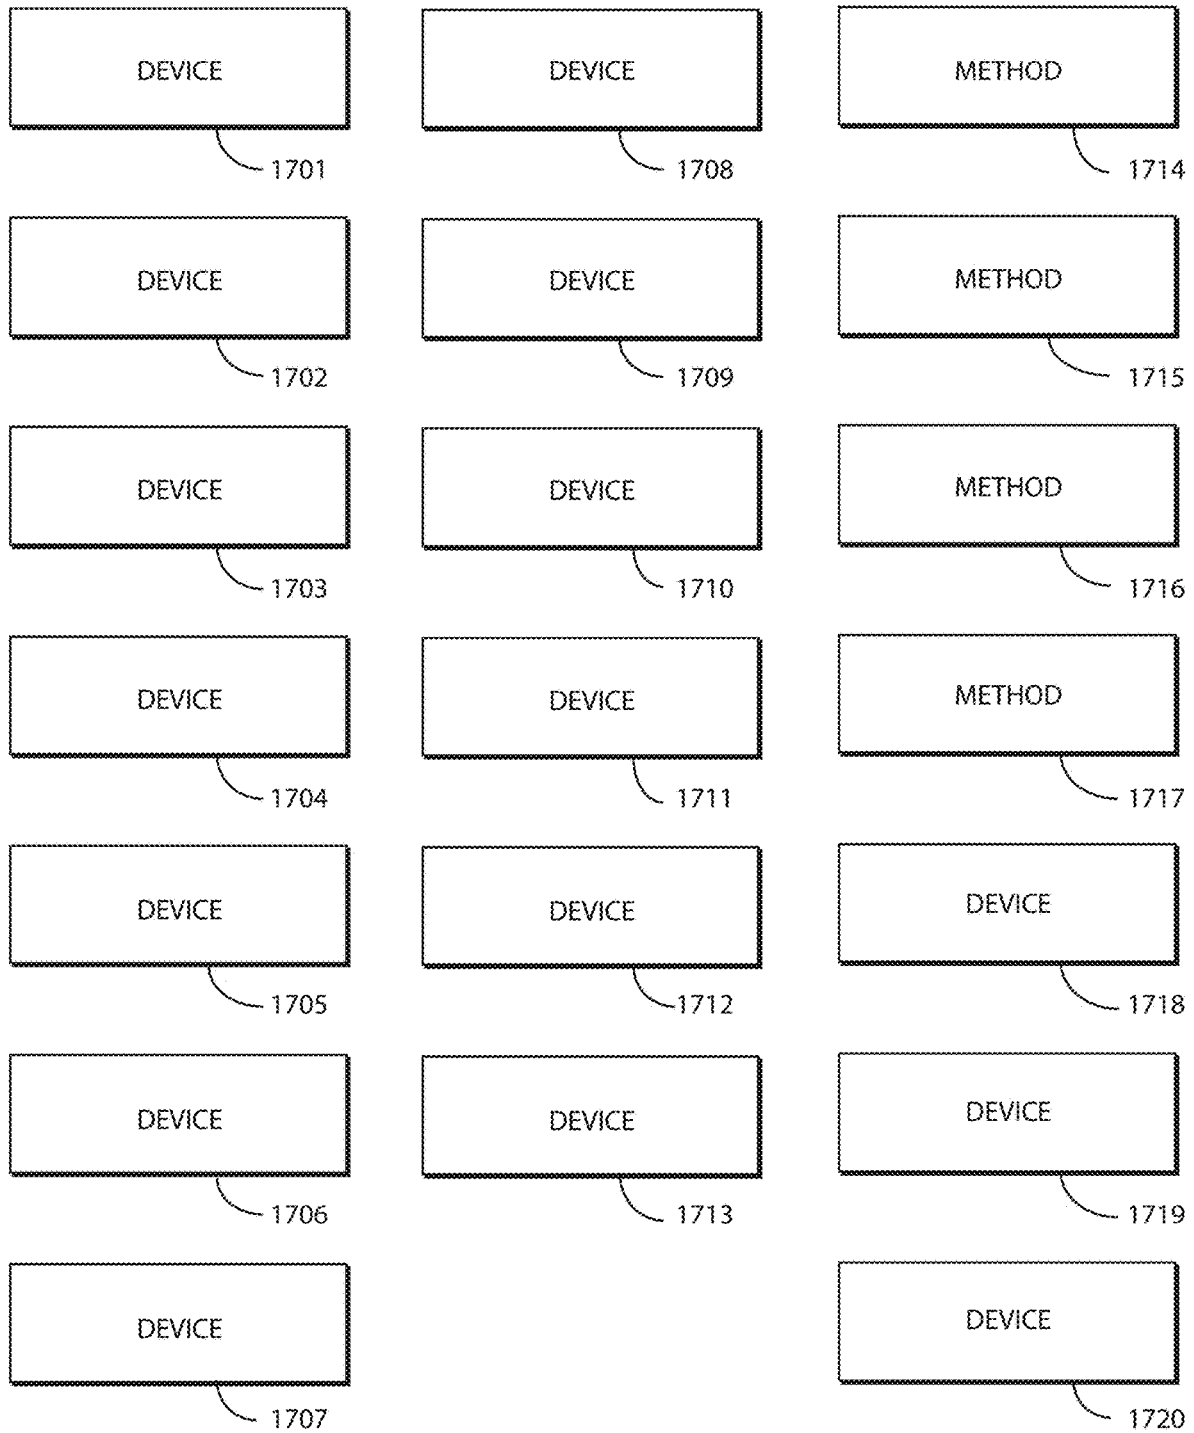 DEVICE
1701
DEVICE
1702
DEVICE
1703
DEVICE
1704
DEVICE
1705
DEVICE
1706
DEVICE
1707
DEVICE
1708
DEVICE
1709
DEVICE
1710
DEVICE
1711
DEVICE
1712
DEVICE
1713
METHOD
1714
METHOD
1715
METHOD
1716
METHOD
1717
DEVICE
1718
DEVICE
1719
DEVICE
1720